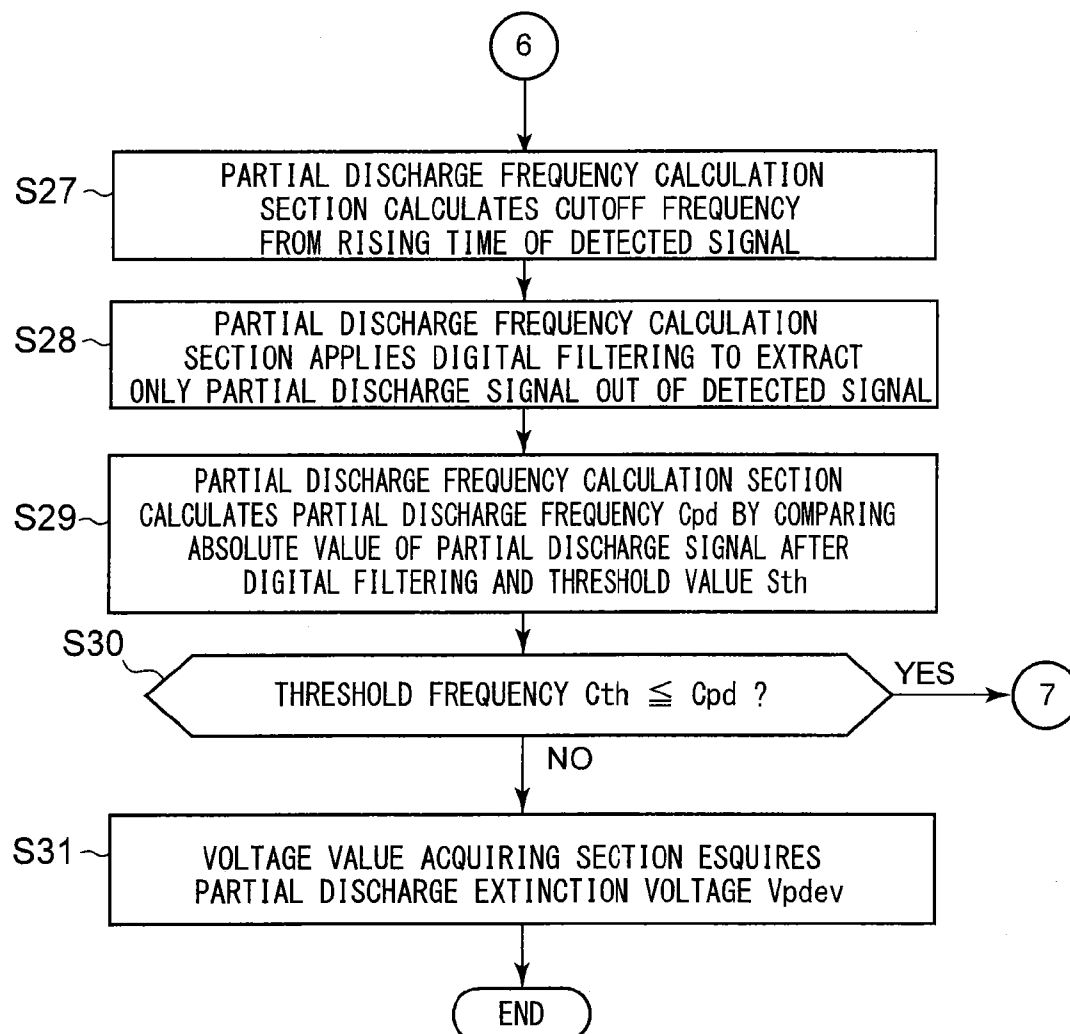 6
S27
PARTIAL DISCHARGE FREQUENCY CALCULATION
SECTION CALCULATES CUTOFF FREQUENCY
FROM RISING TIME OF DETECTED SIGNAL
S28
PARTIAL DISCHARGE FREQUENCY CALCULATION
SECTION APPLIES DIGITAL FILTERING TO EXTRACT
ONLY PARTIAL DISCHARGE SIGNAL OUT OF DETECTED SIGNAL
S29
PARTIAL DISCHARGE FREQUENCY CALCULATION SECTION
CALCULATES PARTIAL DISCHARGE FREQUENCY Cpd BY COMPARING
ABSOLUTE VALUE OF PARTIAL DISCHARGE SIGNAL AFTER
DIGITAL FILTERING AND THRESHOLD VALUE Sth
S30
THRESHOLD FREQUENCY Cth ≦ Cpd ?
YES
7
NO
S31
VOLTAGE VALUE ACQUIRING SECTION ESQUIRES
PARTIAL DISCHARGE EXTINCTION VOLTAGE Vpdev
END